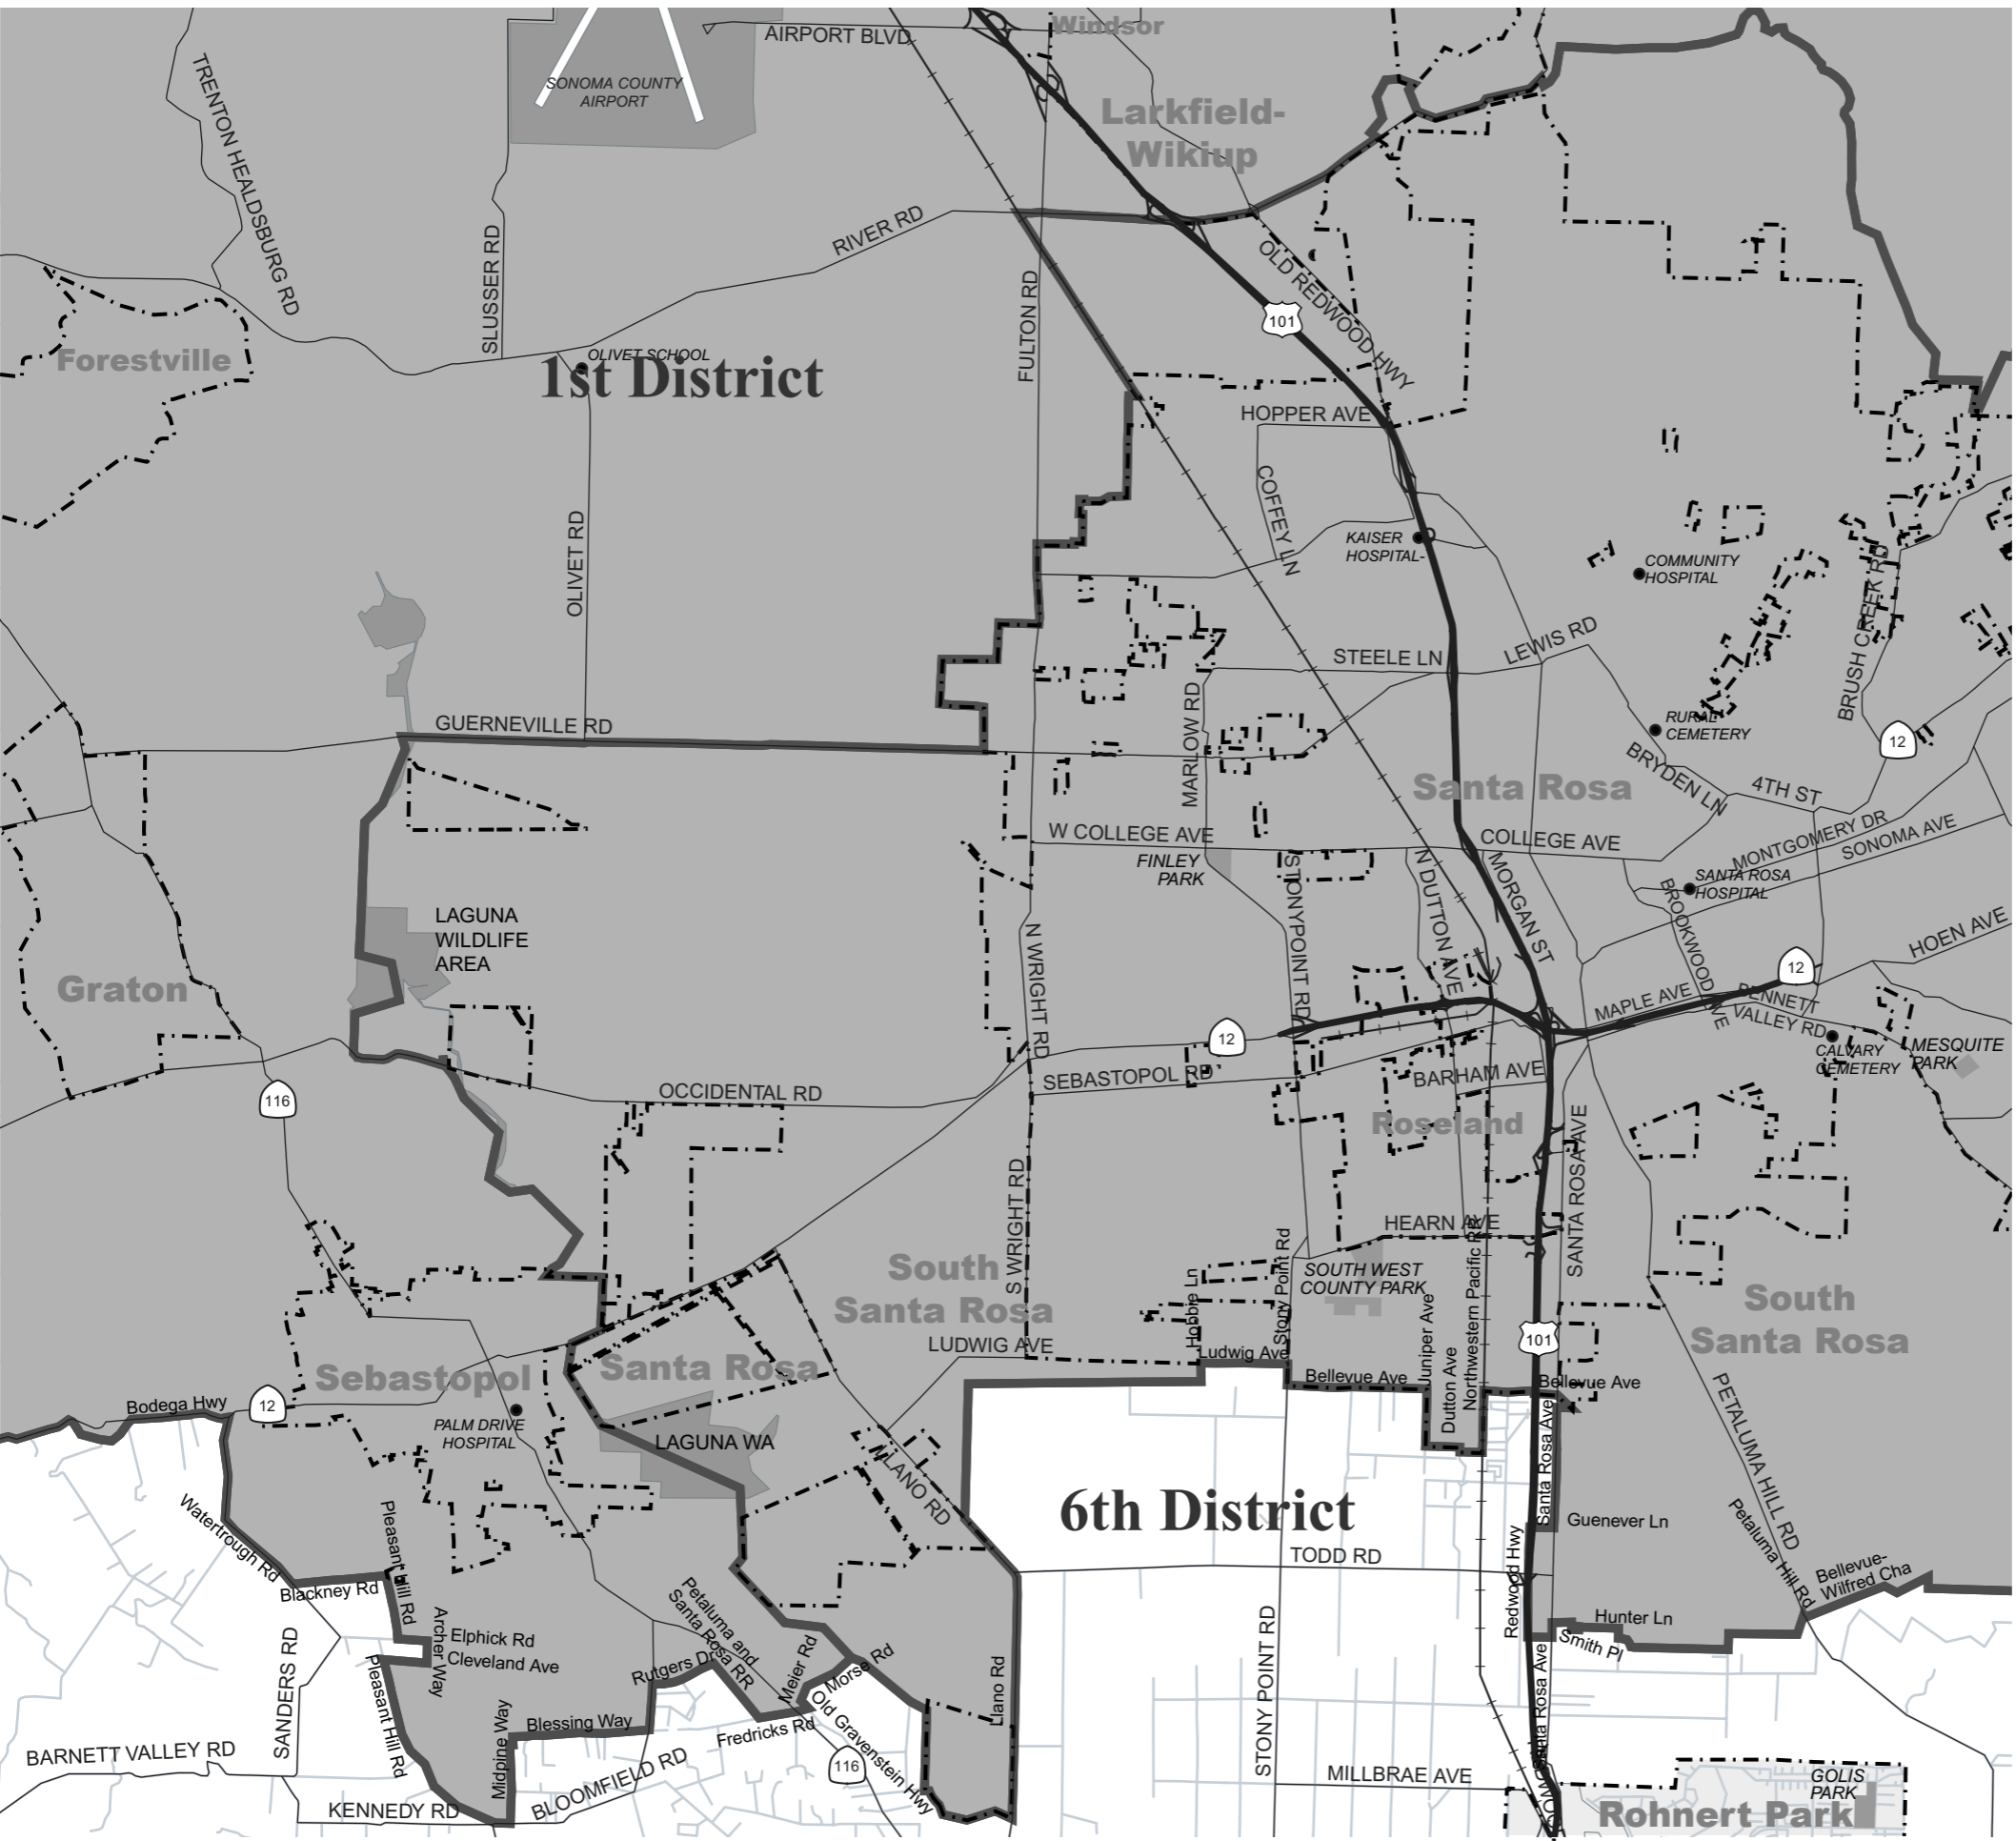 Windsor
AIRPORT BLVD
SONOMA COUNTY
AIRPORT
TRENTON HEALDSBURG RD
Larkfield-
Wikiup
RIVER RD
SLUSSER RD
FULTON RD
OLD REDWOOD HWY
101
Forestville
OLIVET SCHOOL
1st District
HOPPER AVE
COFFEY LN
KAISER
HOSPITAL-
COMMUNITY
HOSPITAL
OLIVET RD
BRUSH CREEK RD
STEELE LN
LEWIS RD
MARLOW RD
GUERNEVILLE RD
RURAL
CEMETERY
12
BRYDEN LN
4TH ST
Santa Rosa
W COLLEGE AVE
COLLEGE AVE
MONTGOMERY DR
SONOMA AVE
FINLEY
PARK
STONYPOINT RD
N DUTTON AVE
MORGAN ST
SANTA ROSA
HOSPITAL
BROOKWOOD AVE
HOEN AVE
LAGUNA
WILDLIFE
AREA
Graton
N WRIGHT RD
12
MAPLE AVE
BENNETT
VALLEY RD
12
CALVARY
CEMETERY
MESQUITE
PARK
SEBASTOPOL RD
BARHAM AVE
116
OCCIDENTAL RD
Roseland
SANTA ROSA AVE
S WRIGHT RD
HEARN AVE
South
Santa Rosa
SOUTH WEST
COUNTY PARK
Hobbie Ln
Stony Point Rd
Juniper Ave
Dutton Ave
Northwestern Pacific RR
101
South
Santa Rosa
LUDWIG AVE
Ludwig Ave
Bellevue Ave
Bellevue Ave
Sebastopol
Santa Rosa
Bodega Hwy
12
PALM DRIVE
HOSPITAL
LAGUNA WA
LLANO RD
PETALUMA HILL RD
6th District
Santa Rosa Ave
Guenever Ln
Watertrough Rd
Pleasant Hill Rd
Blackney Rd
TODD RD
Redwood Hwy
Petaluma Hill Rd
Bellevue-
Wilfred Cha
Archer Way
Elphick Rd
Cleveland Ave
Petaluma and
Santa Rosa RR
Rutgers Dr
Meier Rd
Morse Rd
Llano Rd
Hunter Ln
Smith Pl
SANDERS RD
Pleasant Hill Rd
Midpine Way
Blessing Way
Fredricks Rd
Old Gravenstein Hwy
STONY POINT RD
Santa Rosa Ave
BARNETT VALLEY RD
116
MILLBRAE AVE
GOLIS
PARK
KENNEDY RD
BLOOMFIELD RD
Rohnert Park